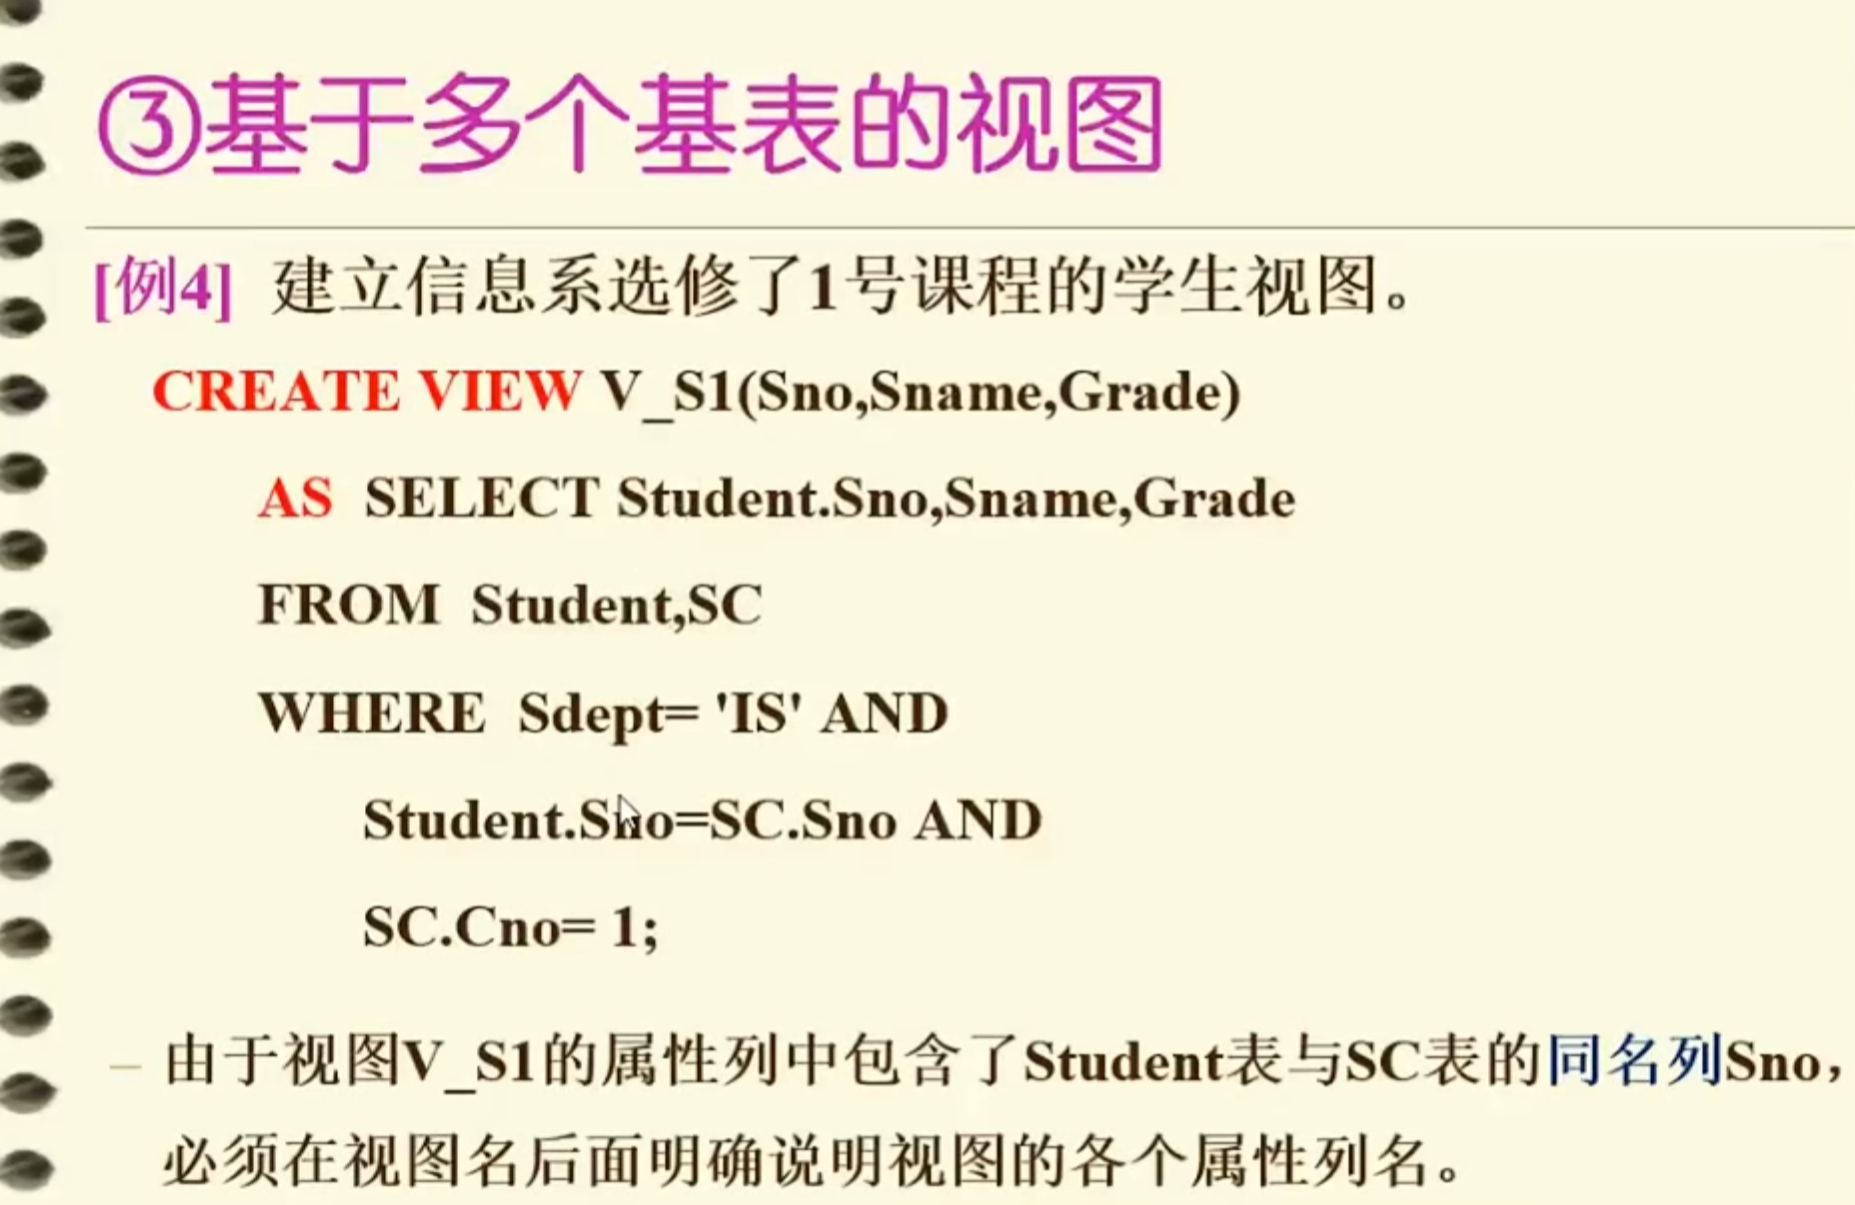 ③基于多个基表的视图
[例4] 建立信息系选修了1号课程的学生视图。
CREATE VIEW V_S1(Sno,Sname,Grade)
AS SELECT Student.Sno,Sname,Grade
FROM Student,SC
WHERE Sdept= 'IS' AND
Student.Sno=SC.Sno AND
SC.Cno= 1;
– 由于视图V_S1的属性列中包含了Student表与SC表的同名列Sno，
必须在视图名后面明确说明视图的各个属性列名。